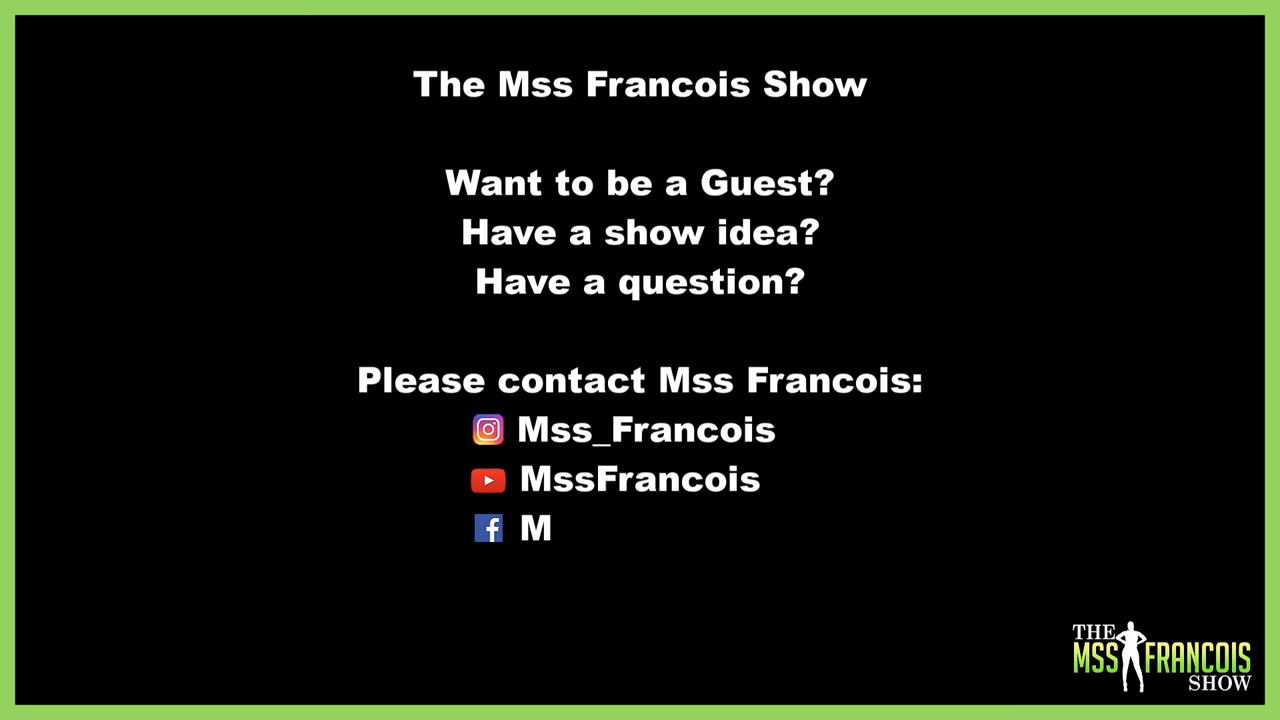 The Mss Francois Show
Want to be a Guest?
Have a show idea?
Have a question?
Please contact Mss Francois:
Mss_Francois
MssFrancois
M
THE
MSS FRANCOIS
SHOW